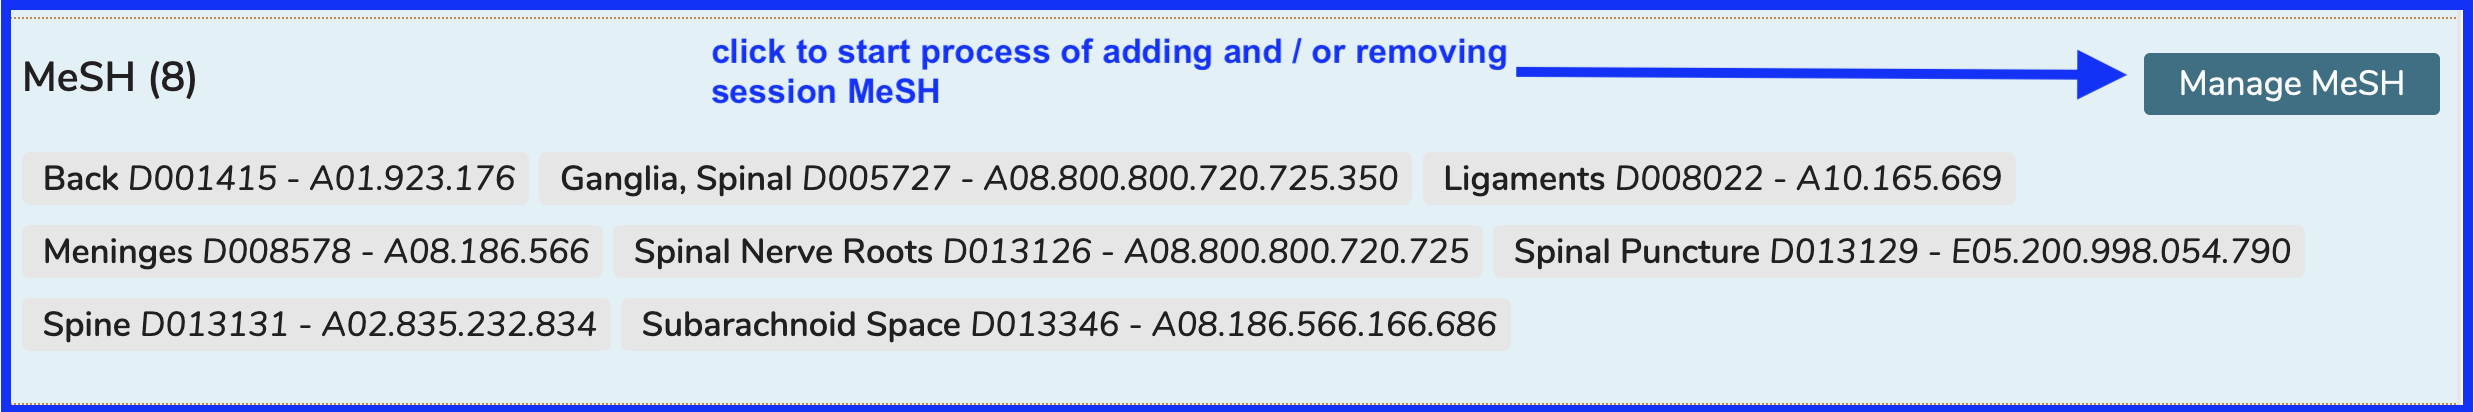 click to start process of adding and / or removing
session MeSH
MeSH (8)
Manage MeSH
Back D001415 - A01.923.176
Ganglia, Spinal D005727 - A08.800.800.720.725.350
Ligaments D008022 - A10.165.669
Meninges D008578 - A08.186.566
Spinal Nerve Roots D013126 - A08.800.800.720.725
Spinal Puncture D013129 - E05.200.998.054.790
Spine D013131 - A02.835.232.834
Subarachnoid Space D013346 - A08.186.566.166.686